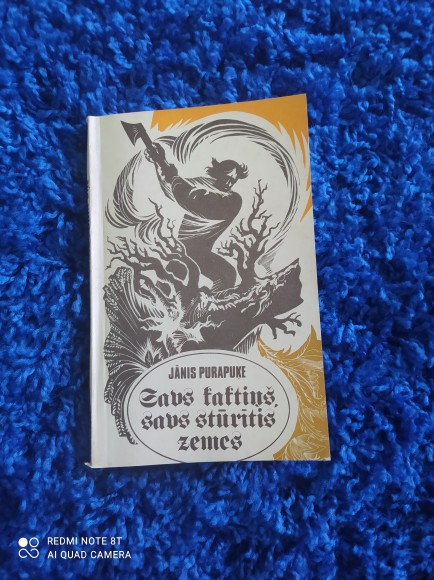 JĀNIS PURAPUKE
Savs kaktiņš,
savs stūrītis
zemes
REDMI NOTE 8T
AI QUAD CAMERA